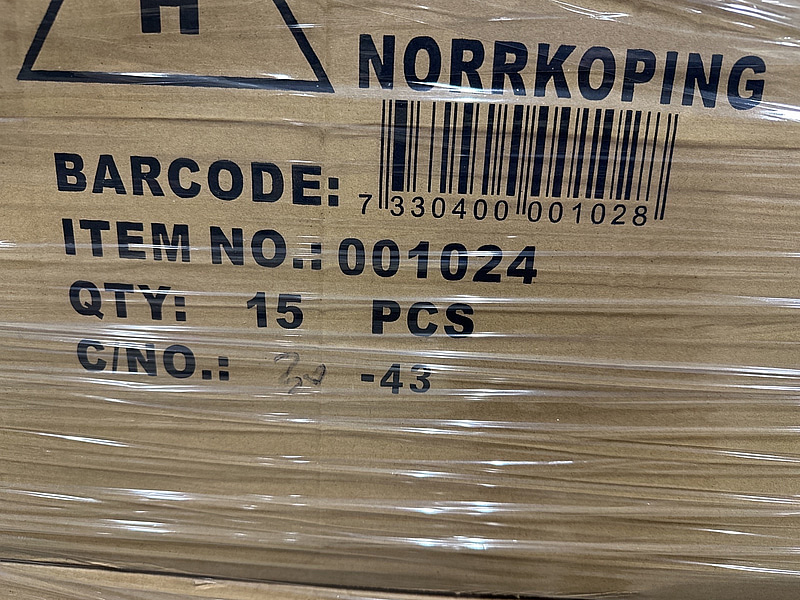 H
NORRKOPING
BARCODE:
7 330400 001028
ITEM NO.: 001024
QTY: 15 PCS
C/NO.: -43